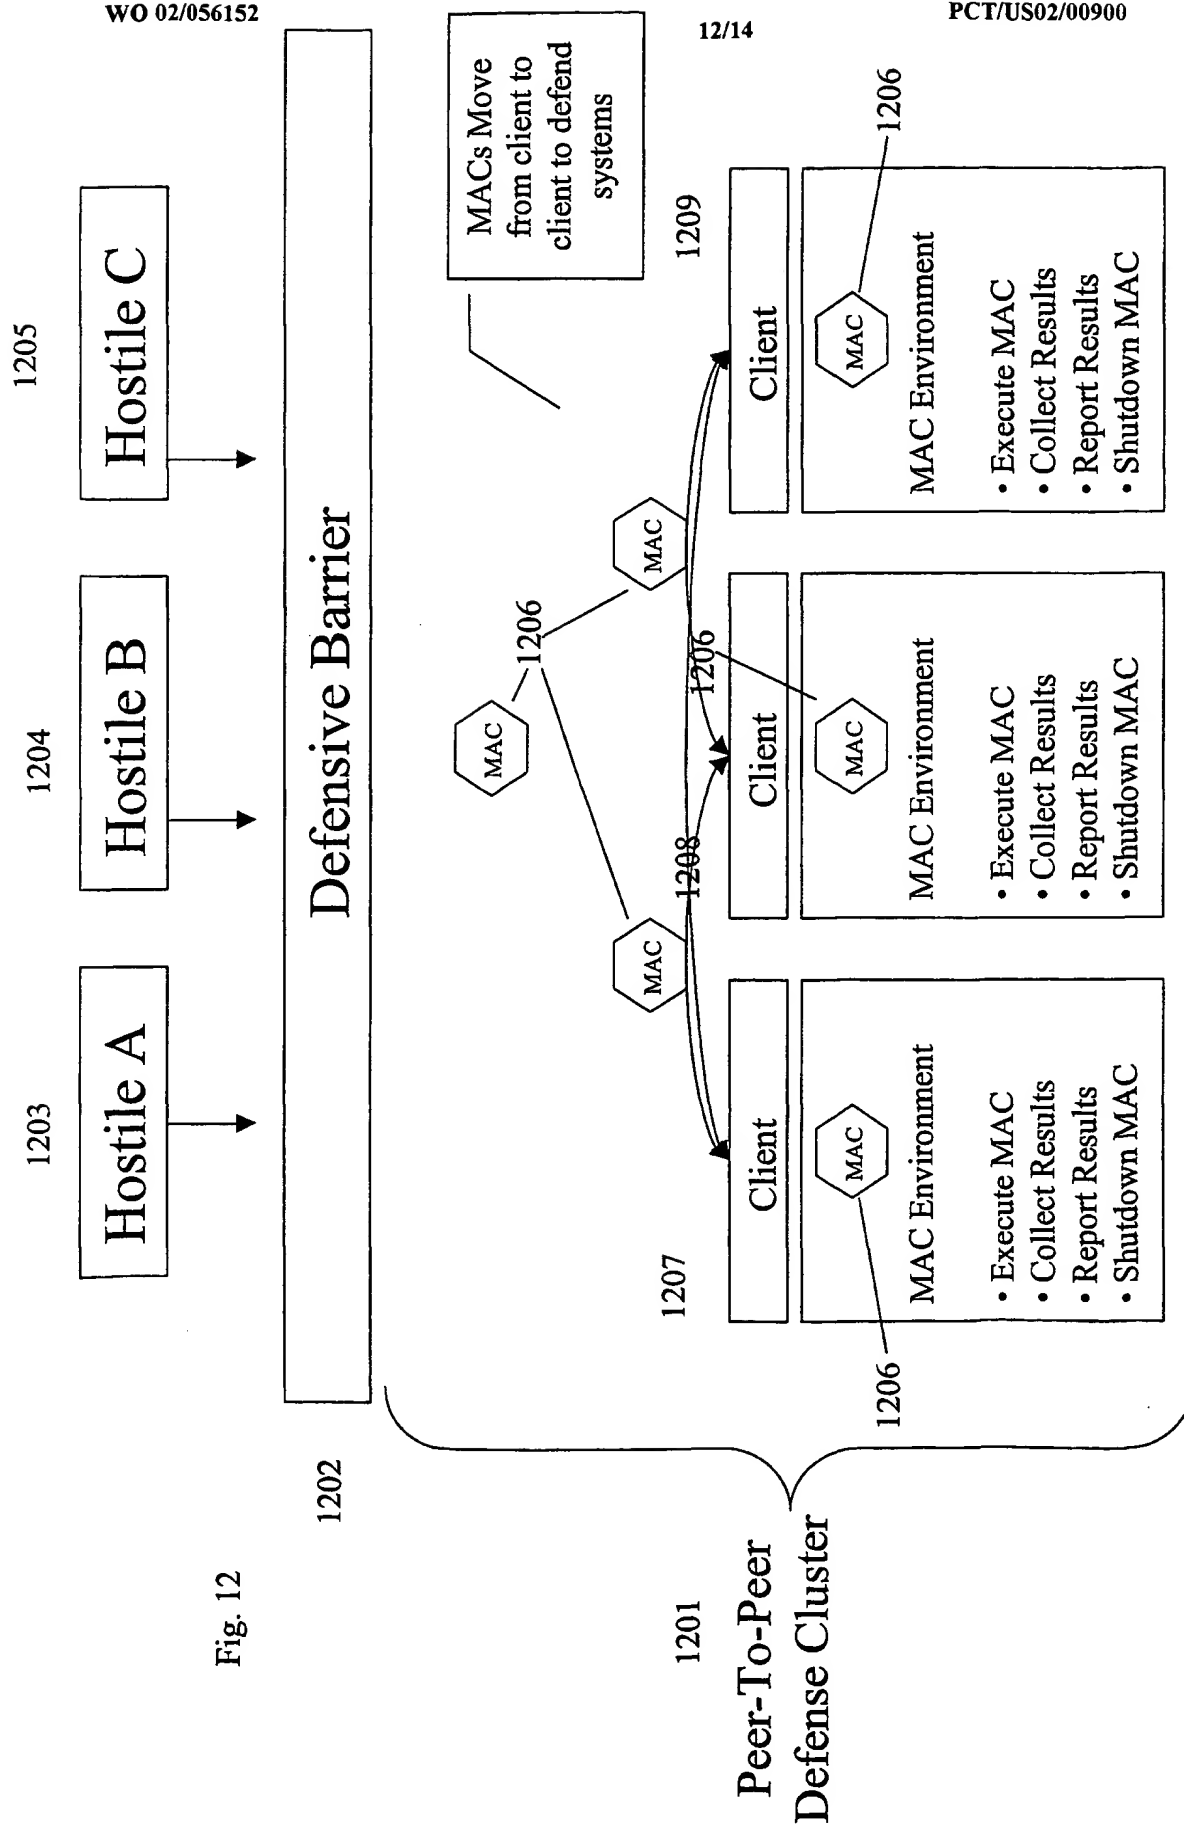 WO 02/056152
PCT/US02/00900
12/14
Fig. 12
1203
1204
1205
Hostile A
Hostile B
Hostile C
1202
Defensive Barrier
MACs Move
from client to
client to defend
systems
MAC
1206
MAC
MAC
1201
Peer-To-Peer
Defense Cluster
1207
1208
1206
1209
Client
Client
Client
1206
MAC
MAC
MAC
1206
MAC Environment
• Execute MAC
• Collect Results
• Report Results
• Shutdown MAC
MAC Environment
• Execute MAC
• Collect Results
• Report Results
• Shutdown MAC
MAC Environment
• Execute MAC
• Collect Results
• Report Results
• Shutdown MAC